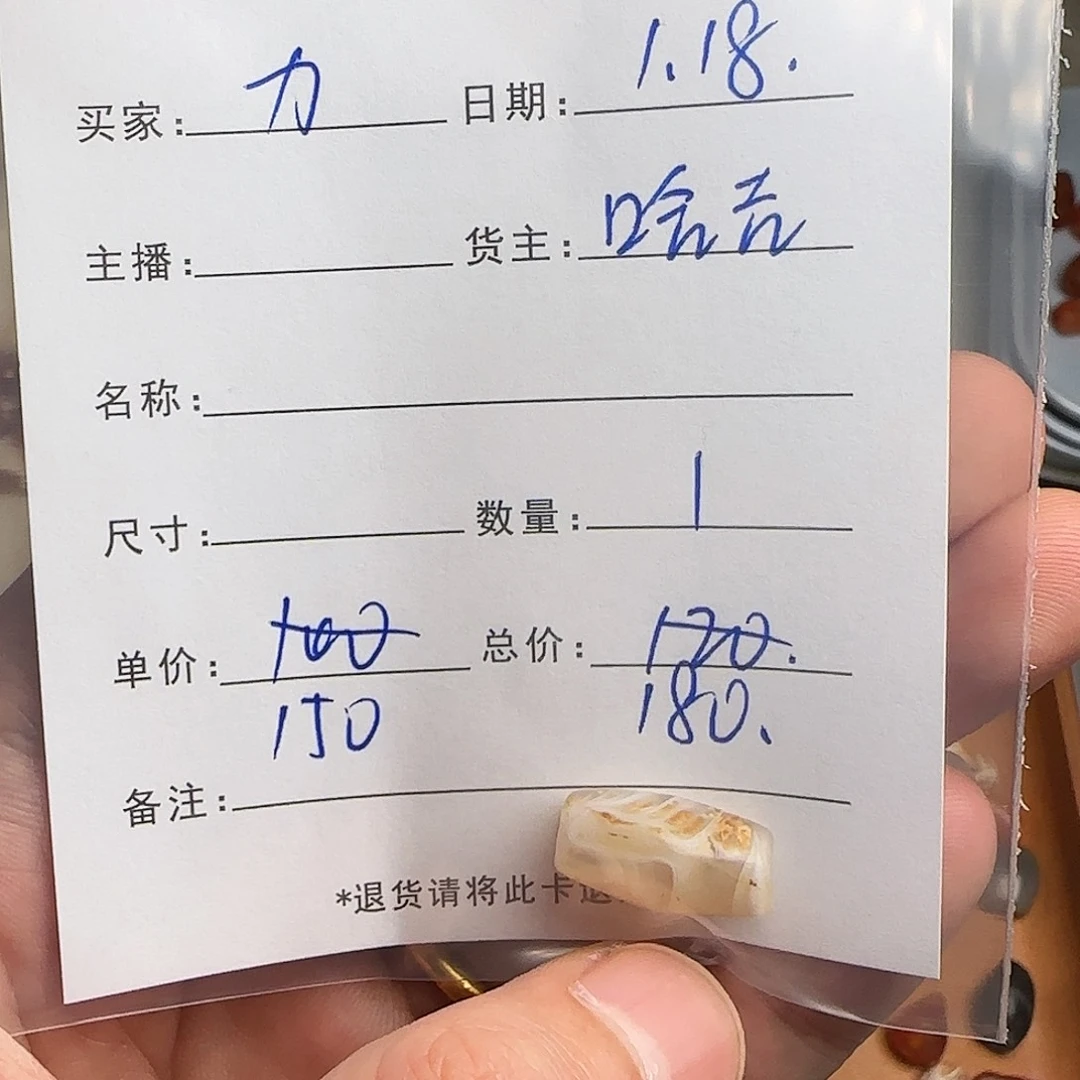 买家: 力 日期: 1.18.
主播: 货主: 哈吉
名称:
尺寸: 数量: 1
单价: 100 总价: 120.
150 180.
备注:
*退货请将此卡退